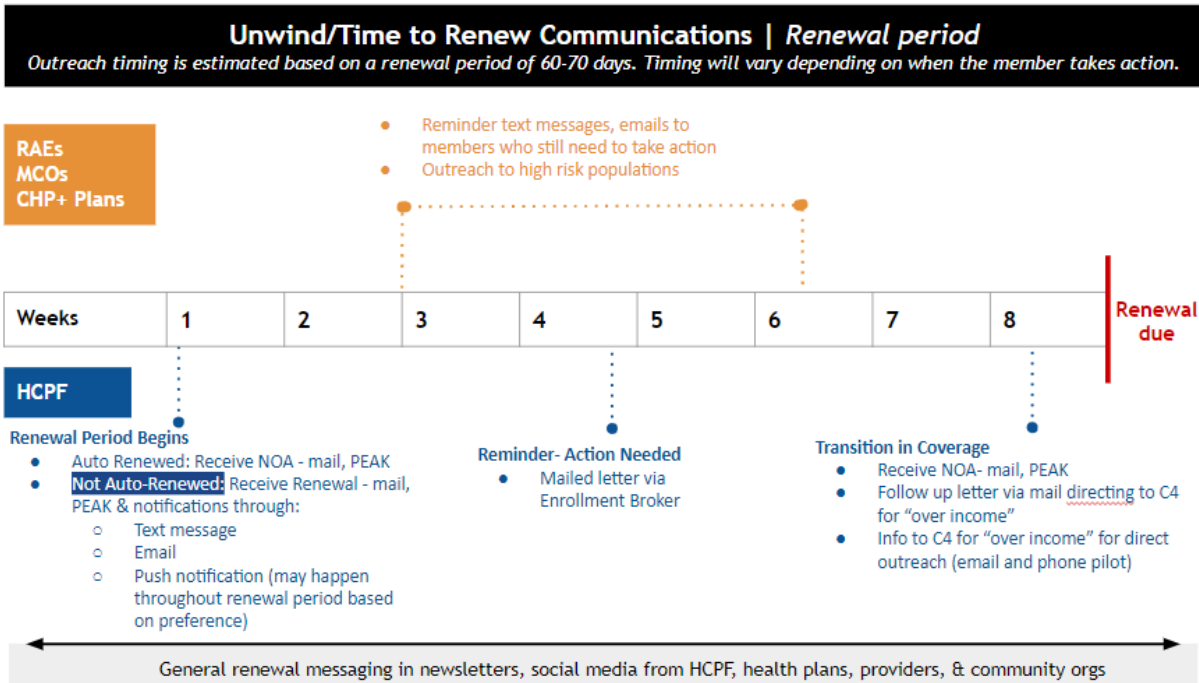 Unwind/Time to Renew Communications | Renewal period
Outreach timing is estimated based on a renewal period of 60-70 days. Timing will vary depending on when the member takes action.
RAEs
MCOs
CHP+ Plans
● Reminder text messages, emails to
members who still need to take action
● Outreach to high risk populations
Weeks 1 2 3 4 5 6 7 8
Renewal
due
HCPF
Renewal Period Begins
● Auto Renewed: Receive NOA - mail, PEAK
● Not Auto-Renewed: Receive Renewal - mail,
PEAK & notifications through:
○ Text message
○ Email
○ Push notification (may happen
throughout renewal period based
on preference)
Reminder- Action Needed
● Mailed letter via
Enrollment Broker
Transition in Coverage
● Receive NOA- mail, PEAK
● Follow up letter via mail directing to C4
for “over income”
● Info to C4 for “over income” for direct
outreach (email and phone pilot)
General renewal messaging in newsletters, social media from HCPF, health plans, providers, & community orgs